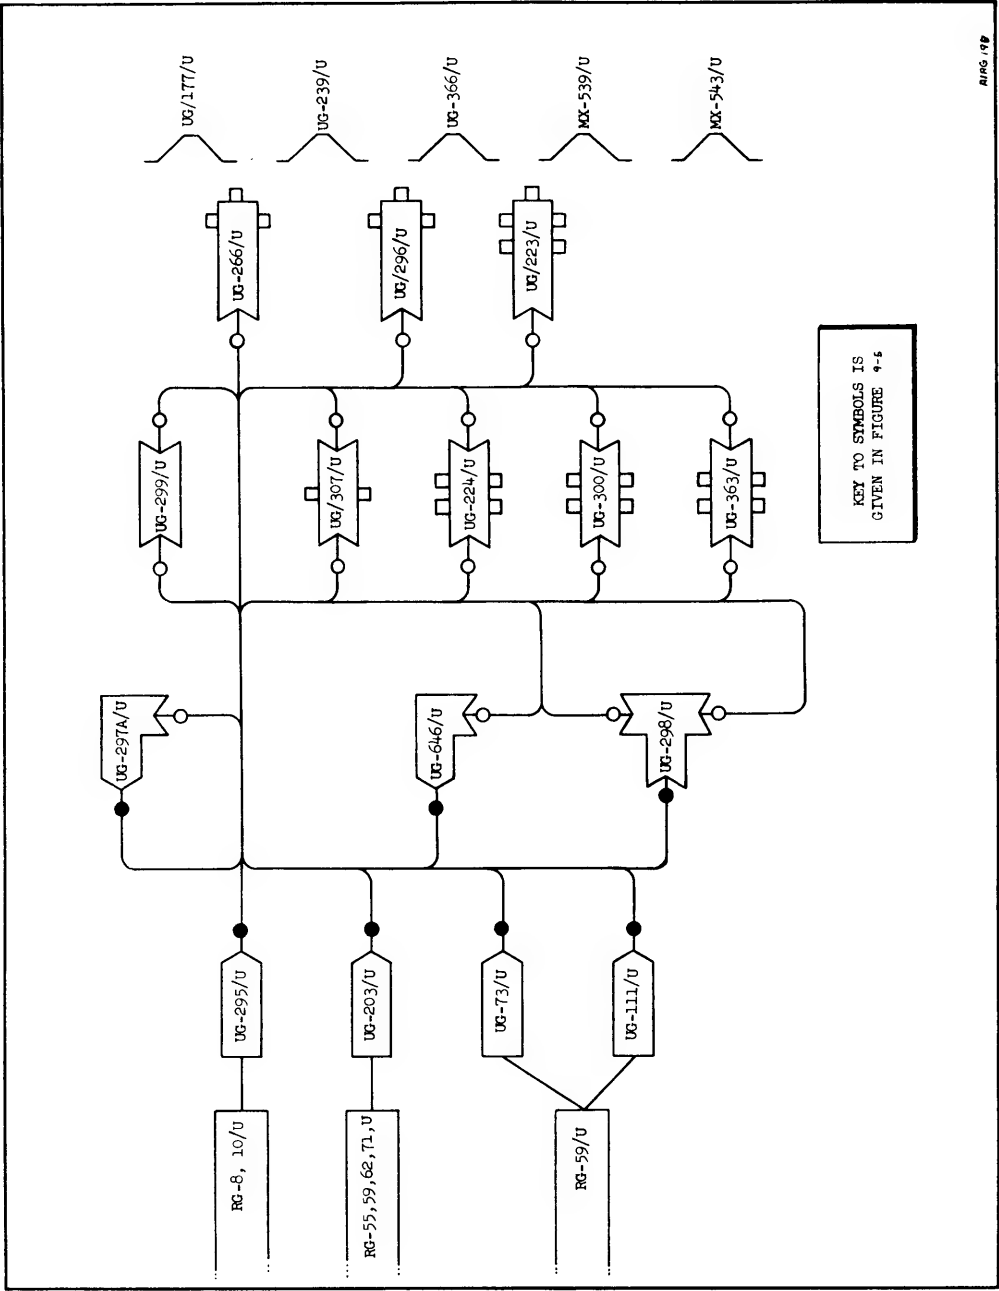 RG-8, 10/U
UG-295/U
UG-297A/U
UG-299/U
UG-266/U
UG/177/U
RG-55,59,62,71,U
UG-203/U
UG/307/U
UG/296/U
UG-239/U
RG-59/U
UG-73/U
UG-111/U
UG-646/U
UG-298/U
UG-224/U
UG-300/U
UG-363/U
UG/223/U
UG-366/U
MX-539/U
MX-543/U
KEY TO SYMBOLS IS
GIVEN IN FIGURE 9-6